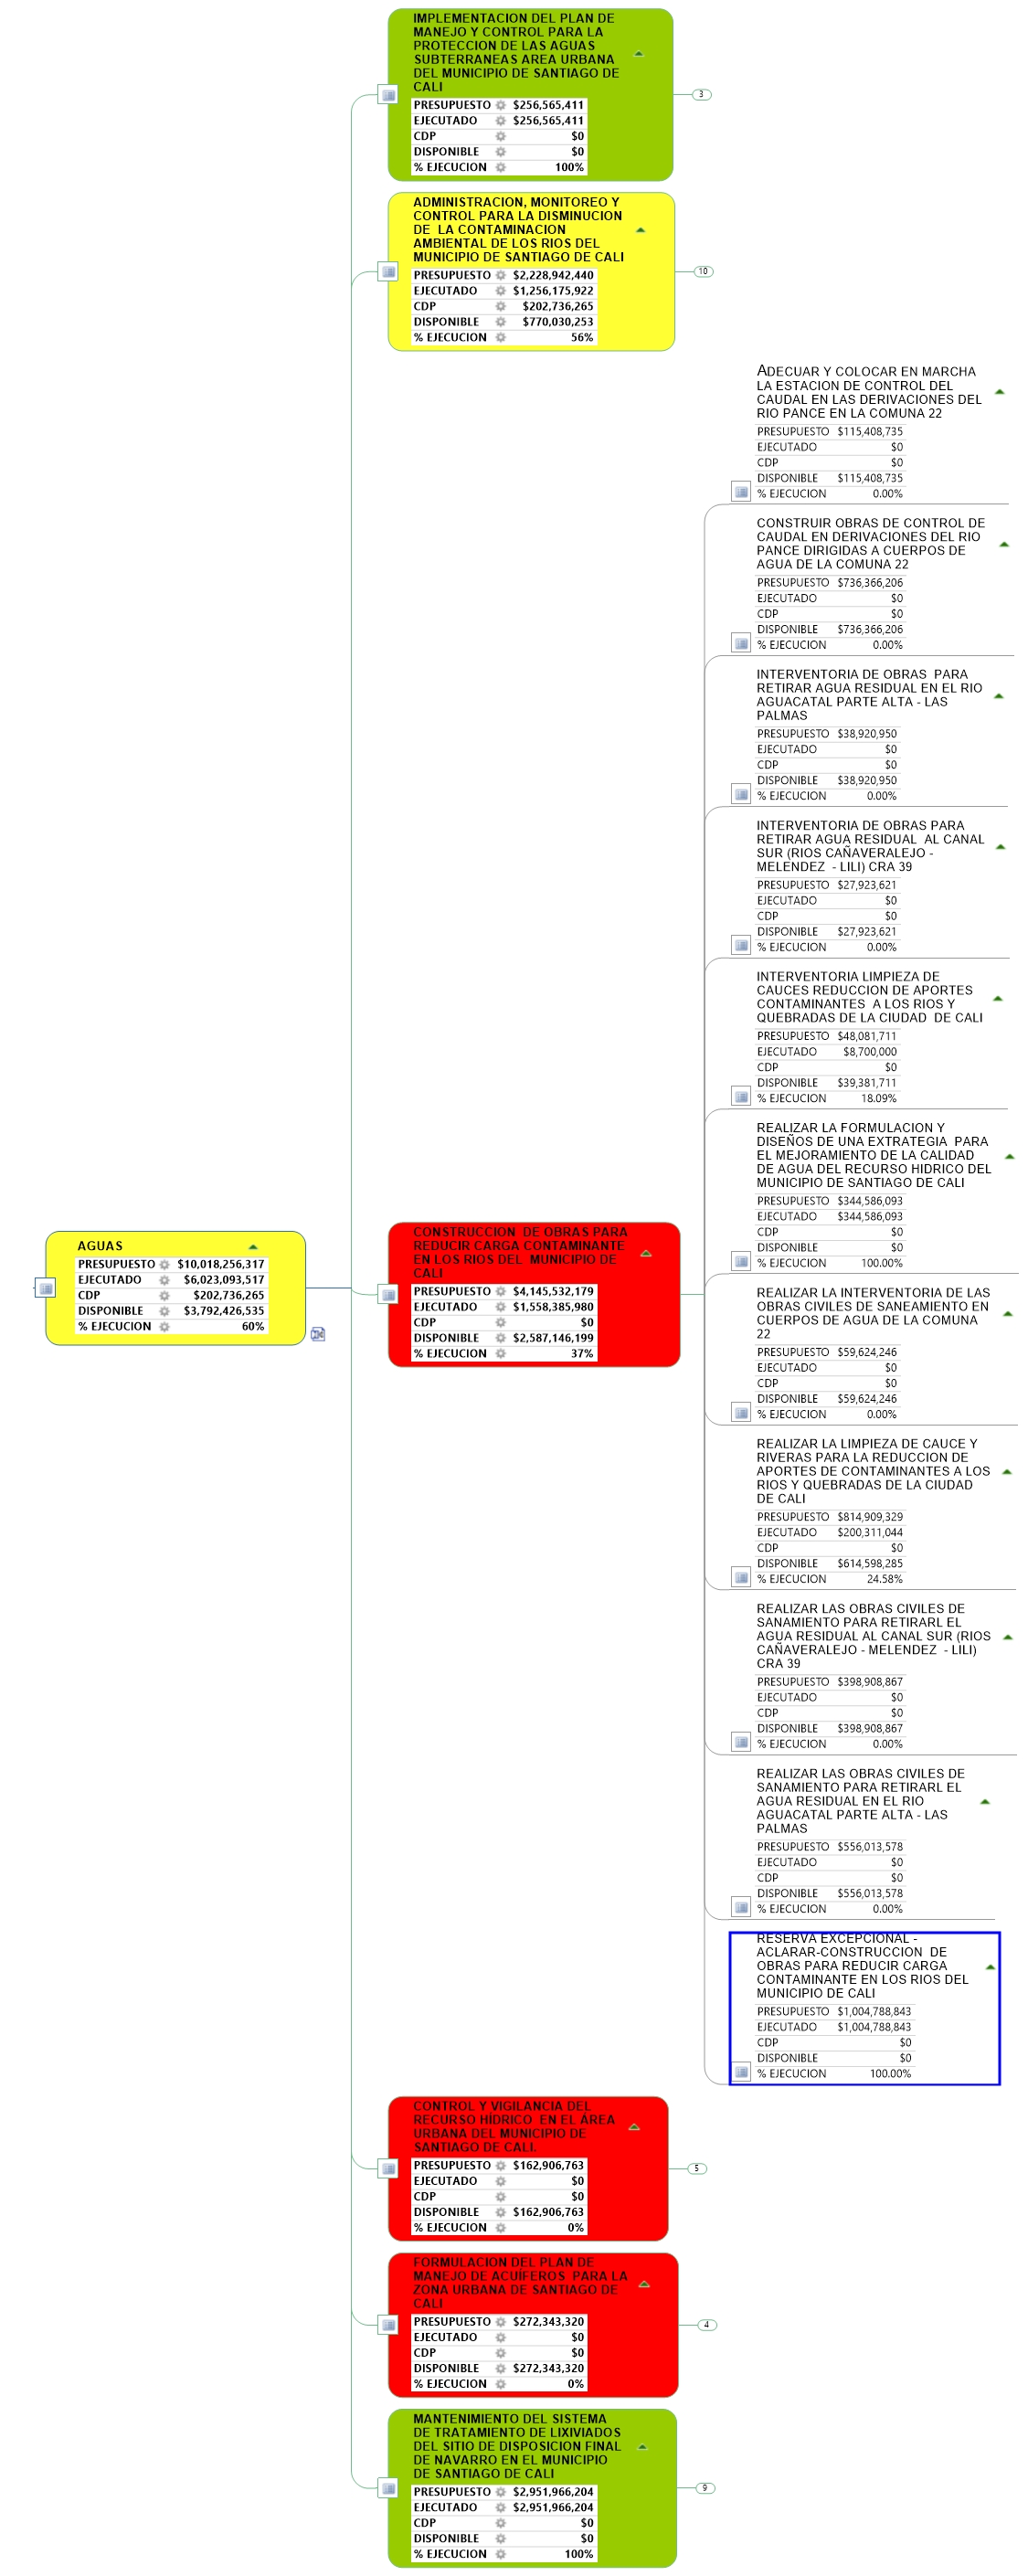 IMPLEMENTACION DEL PLAN DE
MANEJO Y CONTROL PARA LA
PROTECCION DE LAS AGUAS
SUBTERRANEAS AREA URBANA
DEL MUNICIPIO DE SANTIAGO DE
CALI
PRESUPUESTO $256,565,411
EJECUTADO $256,565,411
CDP $0
DISPONIBLE $0
% EJECUCION 100%
3
ADMINISTRACION, MONITOREO Y
CONTROL PARA LA DISMINUCION
DE LA CONTAMINACION
AMBIENTAL DE LOS RIOS DEL
MUNICIPIO DE SANTIAGO DE CALI
PRESUPUESTO $2,228,942,440
EJECUTADO $1,256,175,922
CDP $202,736,265
DISPONIBLE $770,030,253
% EJECUCION 56%
10
ADECUAR Y COLOCAR EN MARCHA
LA ESTACION DE CONTROL DEL
CAUDAL EN LAS DERIVACIONES DEL
RIO PANCE EN LA COMUNA 22
PRESUPUESTO $115,408,735
EJECUTADO $0
CDP $0
DISPONIBLE $115,408,735
% EJECUCION 0.00%
CONSTRUIR OBRAS DE CONTROL DE
CAUDAL EN DERIVACIONES DEL RIO
PANCE DIRIGIDAS A CUERPOS DE
AGUA DE LA COMUNA 22
PRESUPUESTO $736,366,206
EJECUTADO $0
CDP $0
DISPONIBLE $736,366,206
% EJECUCION 0.00%
INTERVENTORIA DE OBRAS PARA
RETIRAR AGUA RESIDUAL EN EL RIO
AGUACATAL PARTE ALTA - LAS
PALMAS
PRESUPUESTO $38,920,950
EJECUTADO $0
CDP $0
DISPONIBLE $38,920,950
% EJECUCION 0.00%
INTERVENTORIA DE OBRAS PARA
RETIRAR AGUA RESIDUAL AL CANAL
SUR (RIOS CAÑAVERALEJO -
MELENDEZ - LILI) CRA 39
PRESUPUESTO $27,923,621
EJECUTADO $0
CDP $0
DISPONIBLE $27,923,621
% EJECUCION 0.00%
INTERVENTORIA LIMPIEZA DE
CAUCES REDUCCION DE APORTES
CONTAMINANTES A LOS RIOS Y
QUEBRADAS DE LA CIUDAD DE CALI
PRESUPUESTO $48,081,711
EJECUTADO $8,700,000
CDP $0
DISPONIBLE $39,381,711
% EJECUCION 18.09%
REALIZAR LA FORMULACION Y
DISEÑOS DE UNA EXTRATEGIA PARA
EL MEJORAMIENTO DE LA CALIDAD
DE AGUA DEL RECURSO HIDRICO DEL
MUNICIPIO DE SANTIAGO DE CALI
PRESUPUESTO $344,586,093
EJECUTADO $344,586,093
CDP $0
DISPONIBLE $0
% EJECUCION 100.00%
AGUAS
PRESUPUESTO $10,018,256,317
EJECUTADO $6,023,093,517
CDP $202,736,265
DISPONIBLE $3,792,426,535
% EJECUCION 60%
CONSTRUCCION DE OBRAS PARA
REDUCIR CARGA CONTAMINANTE
EN LOS RIOS DEL MUNICIPIO DE
CALI
PRESUPUESTO $4,145,532,179
EJECUTADO $1,558,385,980
CDP $0
DISPONIBLE $2,587,146,199
% EJECUCION 37%
REALIZAR LA INTERVENTORIA DE LAS
OBRAS CIVILES DE SANEAMIENTO EN
CUERPOS DE AGUA DE LA COMUNA
22
PRESUPUESTO $59,624,246
EJECUTADO $0
CDP $0
DISPONIBLE $59,624,246
% EJECUCION 0.00%
REALIZAR LA LIMPIEZA DE CAUCE Y
RIVERAS PARA LA REDUCCION DE
APORTES DE CONTAMINANTES A LOS
RIOS Y QUEBRADAS DE LA CIUDAD
DE CALI
PRESUPUESTO $814,909,329
EJECUTADO $200,311,044
CDP $0
DISPONIBLE $614,598,285
% EJECUCION 24.58%
REALIZAR LAS OBRAS CIVILES DE
SANAMIENTO PARA RETIRARL EL
AGUA RESIDUAL AL CANAL SUR (RIOS
CAÑAVERALEJO - MELENDEZ - LILI)
CRA 39
PRESUPUESTO $398,908,867
EJECUTADO $0
CDP $0
DISPONIBLE $398,908,867
% EJECUCION 0.00%
REALIZAR LAS OBRAS CIVILES DE
SANAMIENTO PARA RETIRARL EL
AGUA RESIDUAL EN EL RIO
AGUACATAL PARTE ALTA - LAS
PALMAS
PRESUPUESTO $556,013,578
EJECUTADO $0
CDP $0
DISPONIBLE $556,013,578
% EJECUCION 0.00%
RESERVA EXCEPCIONAL -
ACLARAR-CONSTRUCCION DE
OBRAS PARA REDUCIR CARGA
CONTAMINANTE EN LOS RIOS DEL
MUNICIPIO DE CALI
PRESUPUESTO $1,004,788,843
EJECUTADO $1,004,788,843
CDP $0
DISPONIBLE $0
% EJECUCION 100.00%
CONTROL Y VIGILANCIA DEL
RECURSO HÍDRICO EN EL ÁREA
URBANA DEL MUNICIPIO DE
SANTIAGO DE CALI.
PRESUPUESTO $162,906,763
EJECUTADO $0
CDP $0
DISPONIBLE $162,906,763
% EJECUCION 0%
5
FORMULACION DEL PLAN DE
MANEJO DE ACUÍFEROS PARA LA
ZONA URBANA DE SANTIAGO DE
CALI
PRESUPUESTO $272,343,320
EJECUTADO $0
CDP $0
DISPONIBLE $272,343,320
% EJECUCION 0%
4
MANTENIMIENTO DEL SISTEMA
DE TRATAMIENTO DE LIXIVIADOS
DEL SITIO DE DISPOSICION FINAL
DE NAVARRO EN EL MUNICIPIO
DE SANTIAGO DE CALI
PRESUPUESTO $2,951,966,204
EJECUTADO $2,951,966,204
CDP $0
DISPONIBLE $0
% EJECUCION 100%
9